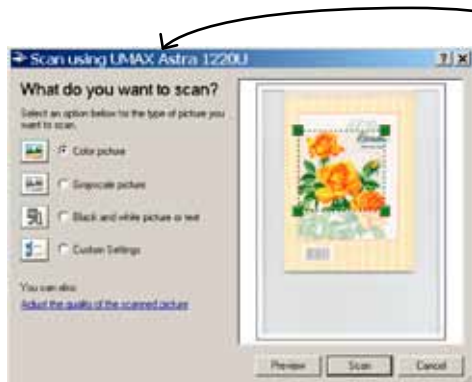 Scan using UMAX Astra 1220U
What do you want to scan?
Select an option below for the type of picture you
want to scan.
Color picture
Grayscale picture
Black and white picture or text
Custom Settings
You can also:
Adjust the quality of the scanned picture
Preview
Scan
Cancel